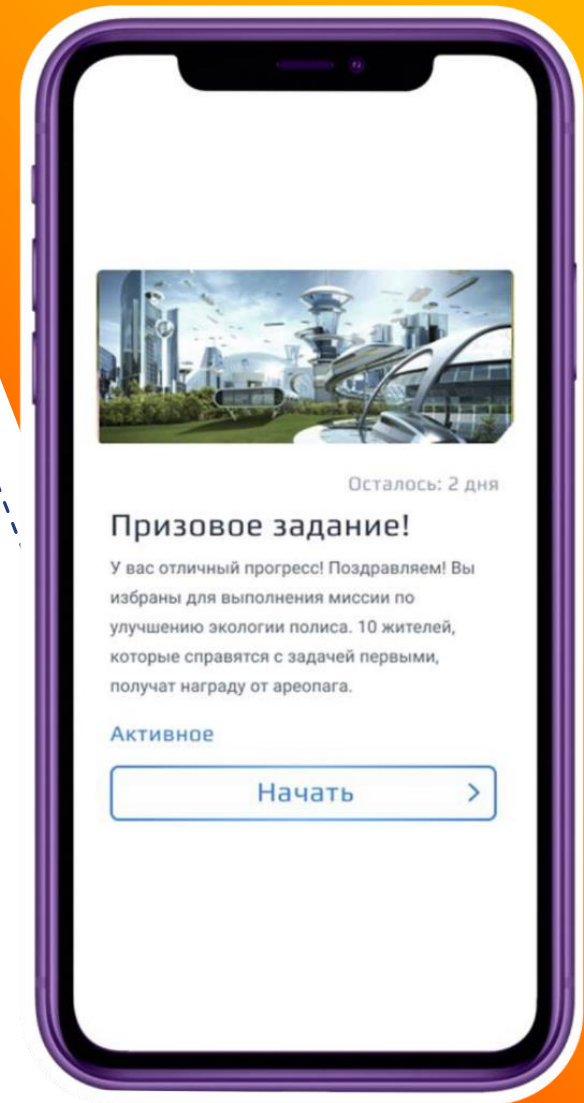 Осталось: 2 дня
Призовое задание!
У вас отличный прогресс! Поздравляем! Вы
избраны для выполнения миссии по
улучшению экологии полиса. 10 жителей,
которые справятся с задачей первыми,
получат награду от ареопага.
Активное
Начать